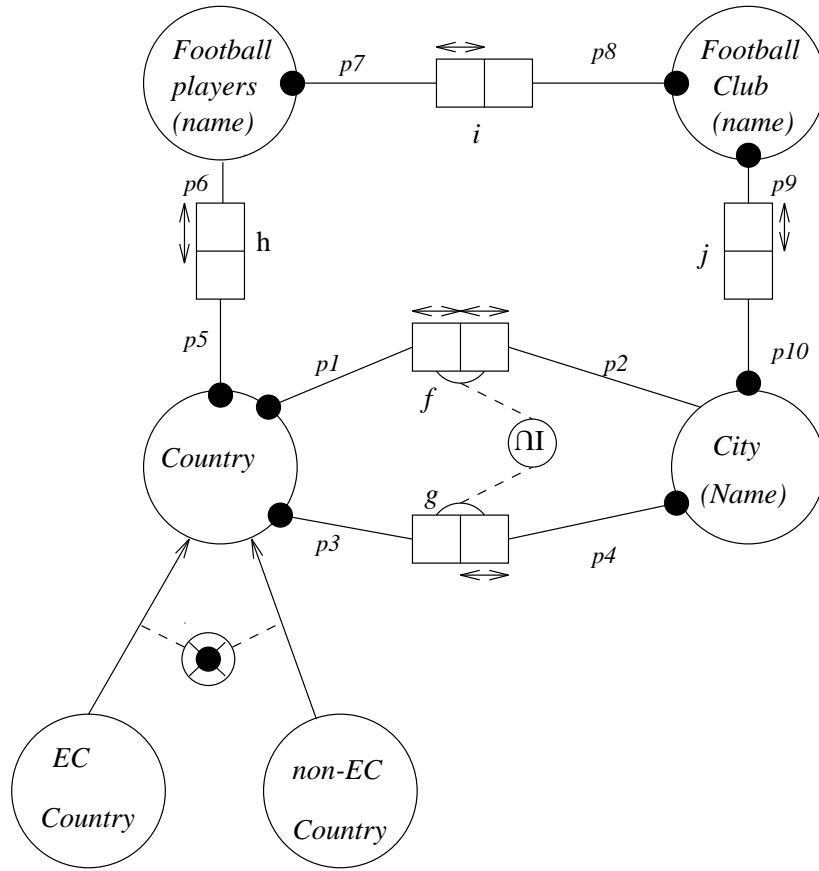 Football
players
(name)
p7
i
p8
Football
Club
(name)
p6
h
p9
j
p5
p1
f
p2
p10
Country
⋂I
City
(Name)
g
p3
p4
EC
Country
non-EC
Country